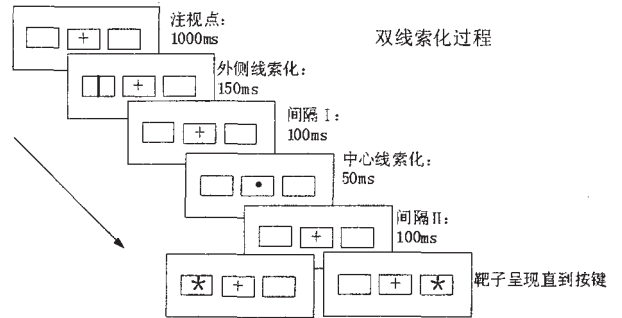 注视点：
1000ms
双线索化过程
外侧线索化：
150ms
间隔Ⅰ：
100ms
中心线索化：
50ms
间隔Ⅱ：
100ms
靶子呈现直到按键